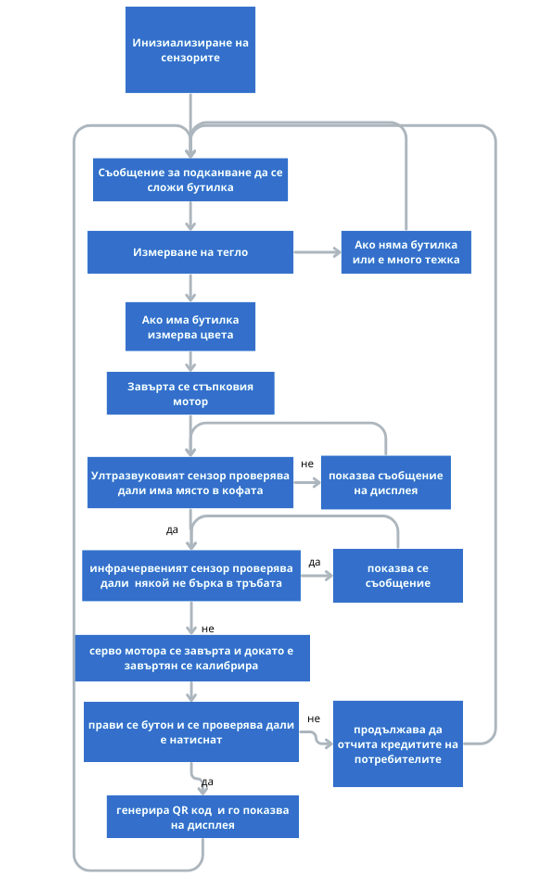 Инизиализиране на
сензорите
Съобщение за подканване да се
сложи бутилка
Измерване на тегло
Ако няма бутилка
или е много тежка
Ако има бутилка
измерва цвета
Завърта се стъпковия
мотор
Ултразвуковият сензор проверява
дали има място в кофата
не
показва съобщение
на дисплея
да
инфрачервеният сензор проверява
дали някой не бърка в тръбата
да
показва се
съобщение
не
серво мотора се завърта и докато е
завъртян се калибрира
прави се бутон и се проверява дали
е натиснат
не
продължава да
отчита кредитите на
потребителите
да
генерира QR код и го показва
на дисплея